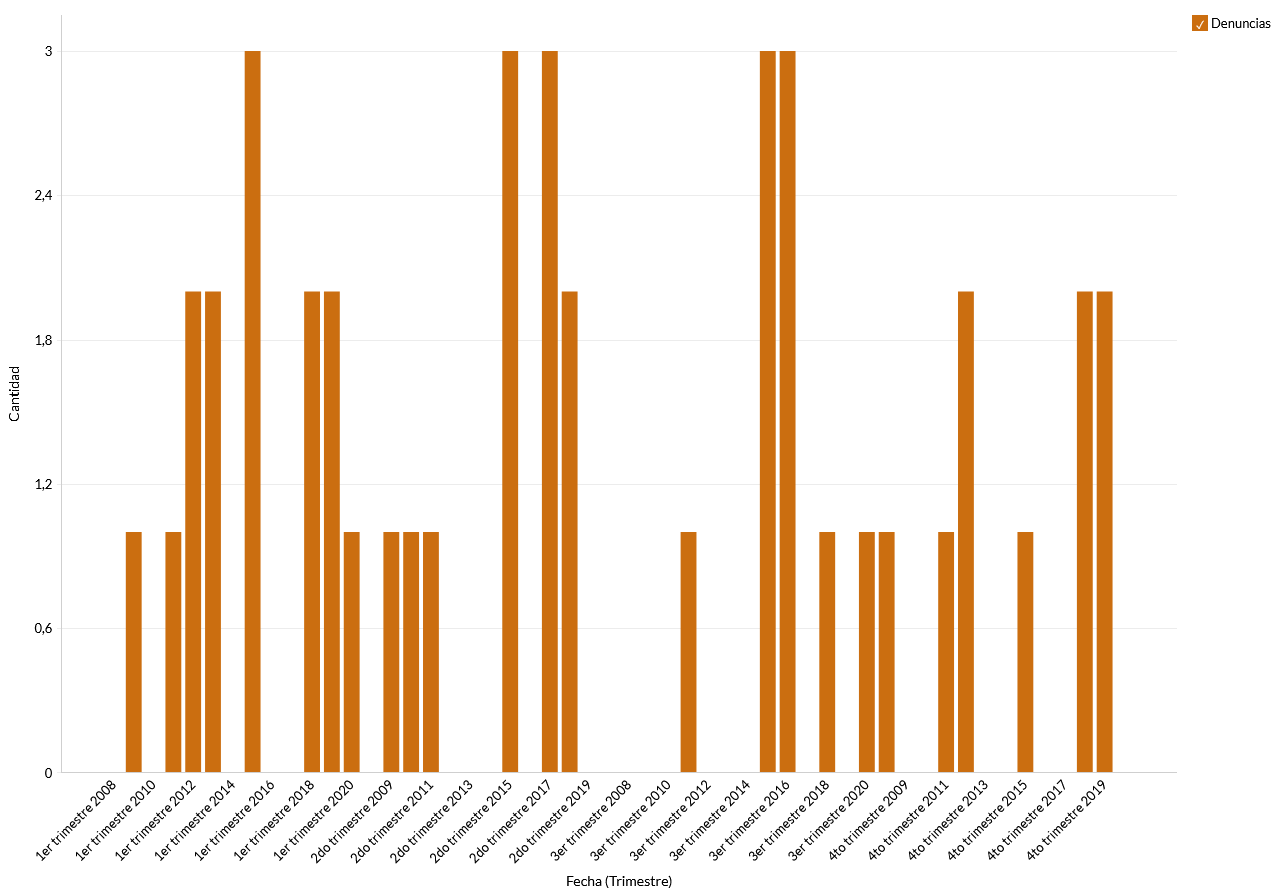 Denuncias
3
2,4
1,8
1,2
0,6
0
Cantidad
1er trimestre 2008
1er trimestre 2010
1er trimestre 2012
1er trimestre 2014
1er trimestre 2016
1er trimestre 2018
1er trimestre 2020
2do trimestre 2009
2do trimestre 2011
2do trimestre 2013
2do trimestre 2015
2do trimestre 2017
2do trimestre 2019
3er trimestre 2008
3er trimestre 2010
3er trimestre 2012
3er trimestre 2014
3er trimestre 2016
3er trimestre 2018
3er trimestre 2020
4to trimestre 2009
4to trimestre 2011
4to trimestre 2013
4to trimestre 2015
4to trimestre 2017
4to trimestre 2019
Fecha (Trimestre)